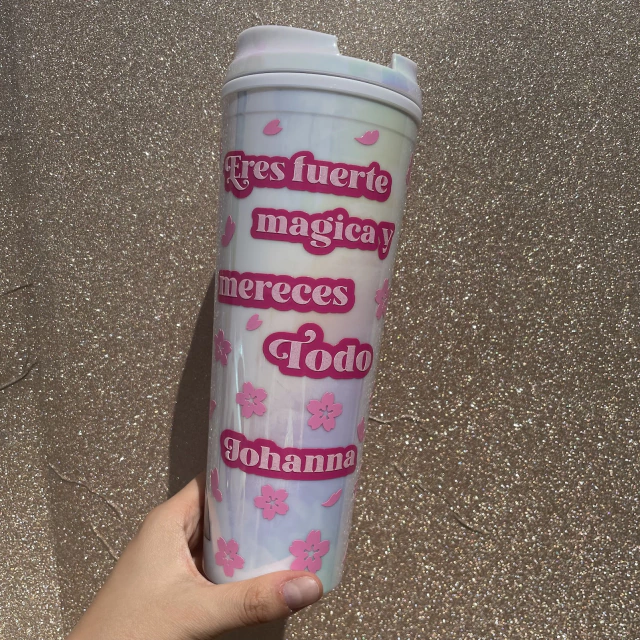 Eres fuerte
magica y
mereces
Todo
Johanna